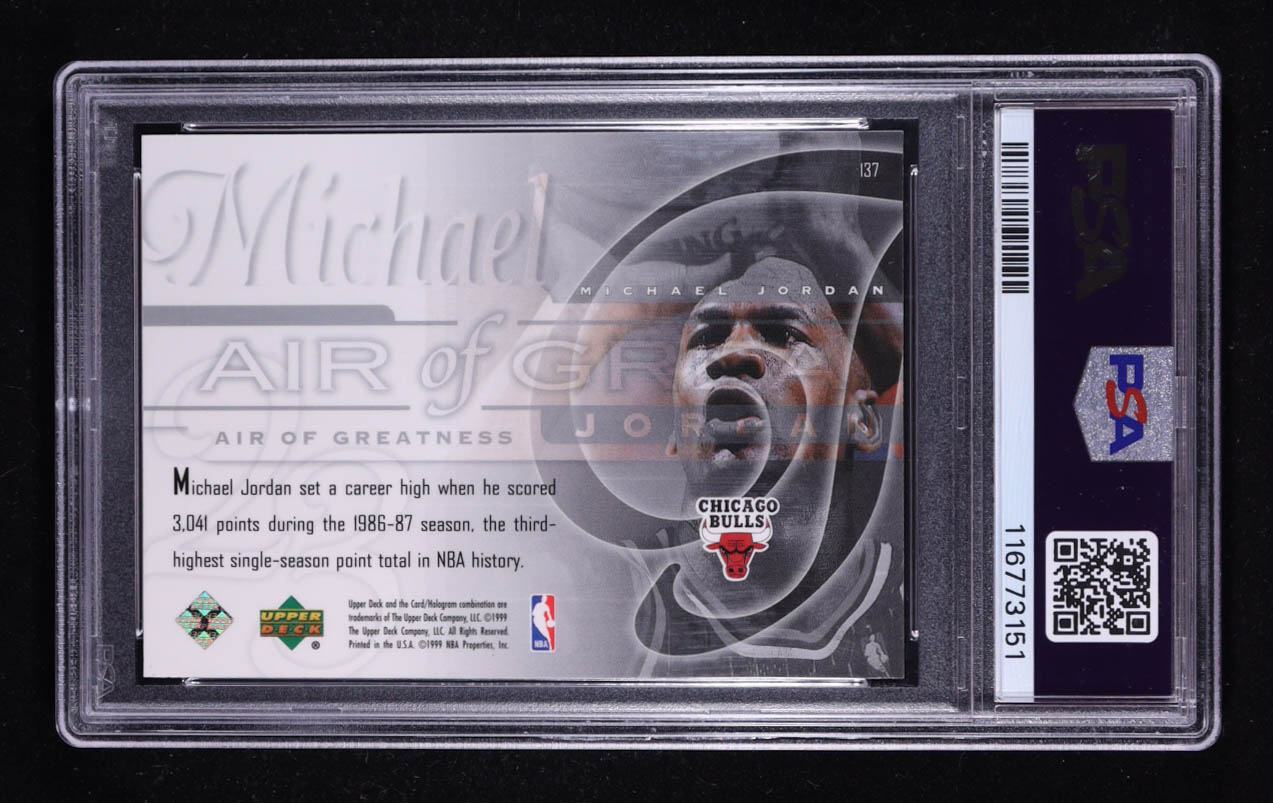 137
Michael
MICHAEL JORDAN
AIR of GR
JORDAN
AIR OF GREATNESS
Michael Jordan set a career high when he scored
3,041 points during the 1986-87 season, the third-
highest single-season point total in NBA history.
CHICAGO
BULLS
UPPER
DECK
®
Upper Deck and the Card/Hologram combination are
trademarks of The Upper Deck Company, LLC. ©1999
The Upper Deck Company, LLC. All Rights Reserved.
Printed in the U.S.A. ©1999 NBA Properties, Inc.
NBA
23
PSA
PSA
116773151